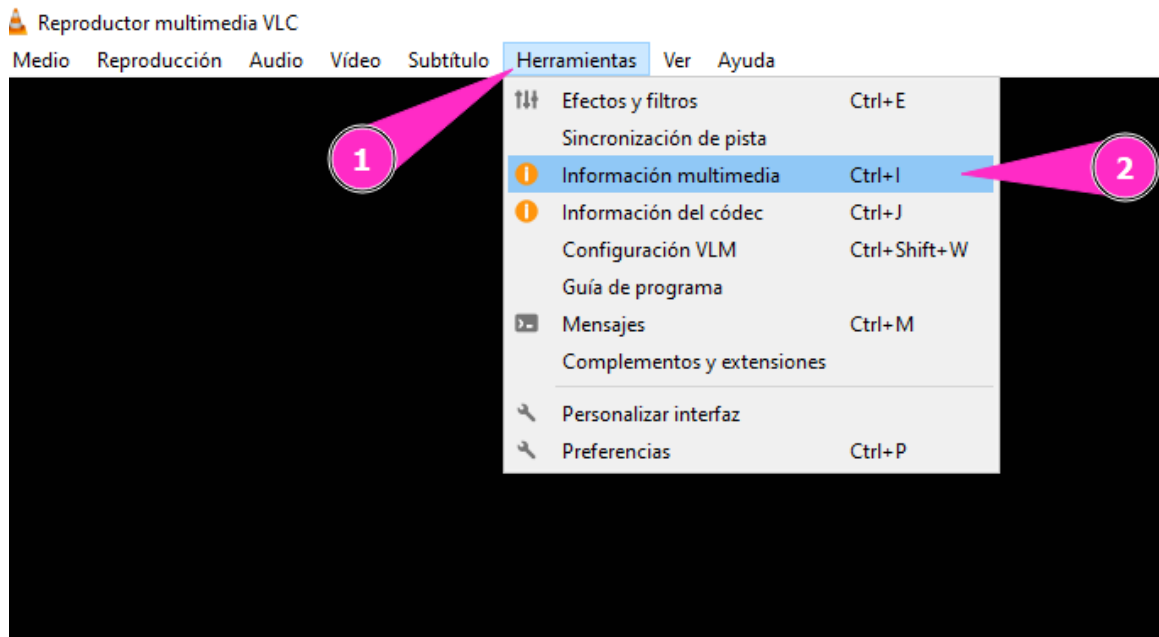 Reproductor multimedia VLC
Medio Reproducción Audio Vídeo Subtítulo Herramientas Ver Ayuda
Efectos y filtros Ctrl+E
Sincronización de pista
1
Información multimedia Ctrl+I
2
Información del códec Ctrl+J
Configuración VLM Ctrl+Shift+W
Guía de programa
Mensajes Ctrl+M
Complementos y extensiones
Personalizar interfaz
Preferencias Ctrl+P